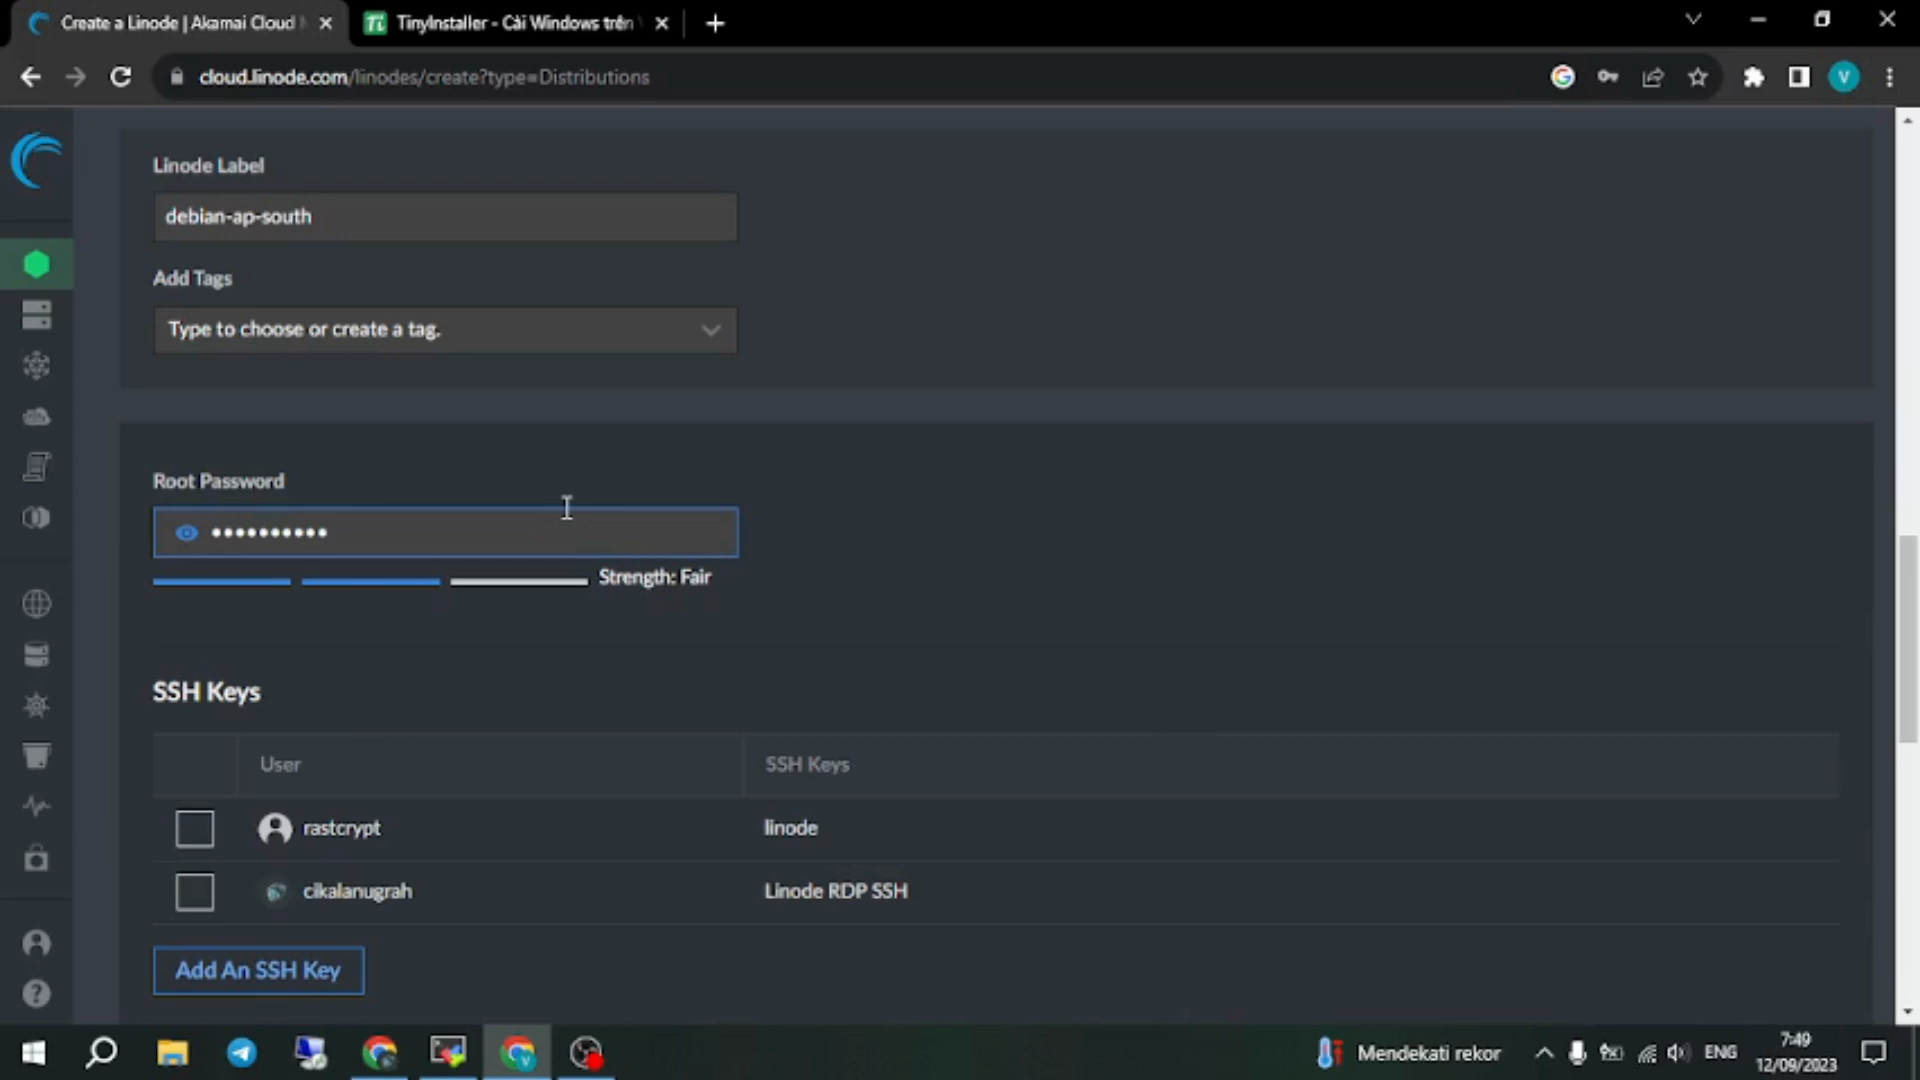 Create a Linode | Akamai Cloud
TinyInstaller - Cài Windows trên
cloud.linode.com/linodes/create?type=Distributions
V
Linode Label
debian-ap-south
Add Tags
Type to choose or create a tag.
Root Password
••••••••••
Strength: Fair
SSH Keys
User
SSH Keys
rastcrypt
linode
cikalanugrah
Linode RDP SSH
Add An SSH Key
Mendekati rekor
ENG
7:49
12/09/2023